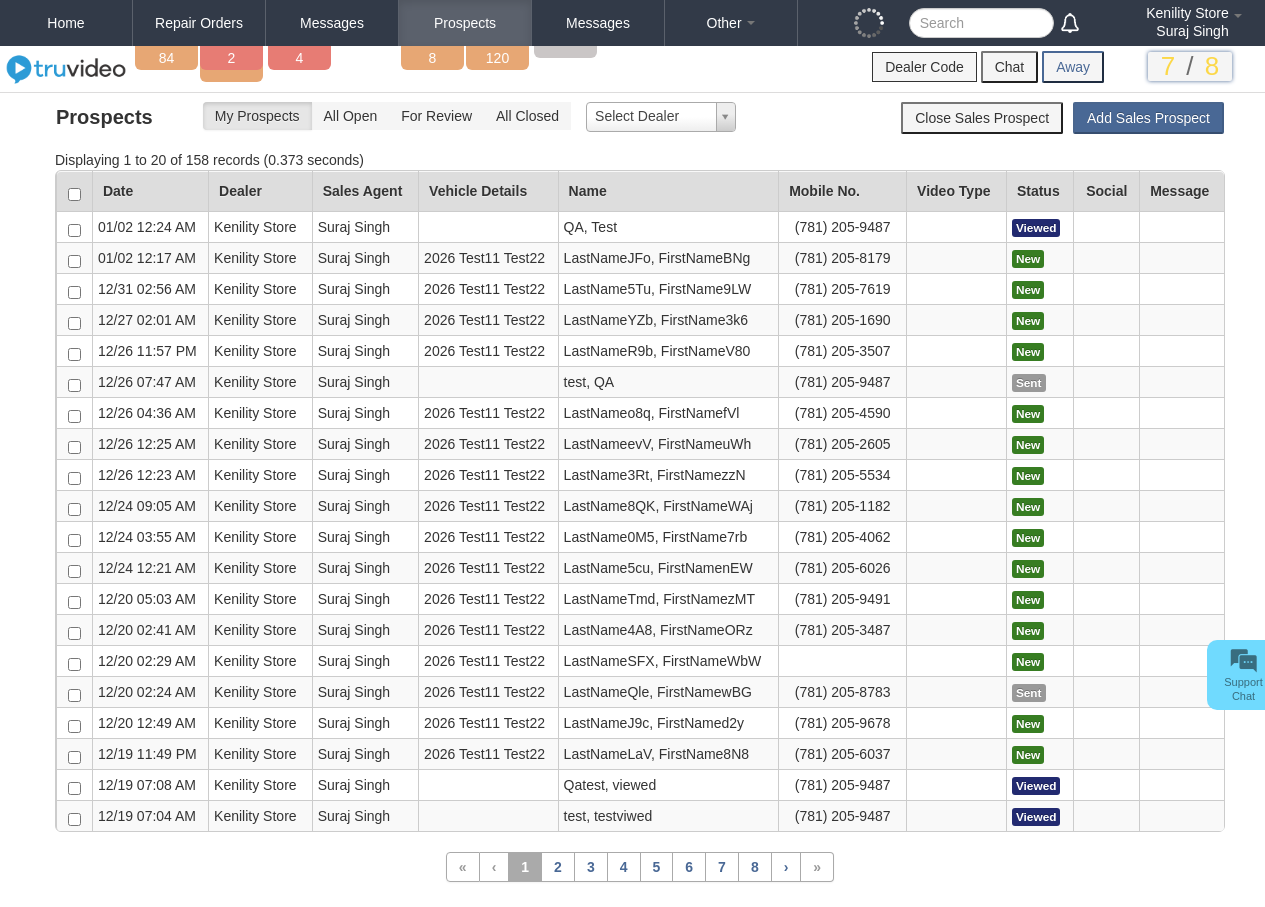 Home Repair Orders Messages Prospects Messages Other Search Kenility Store
Suraj Singh
truvideo 84 2 4 8 120 Dealer Code Chat Away 7 / 8
Prospects My Prospects All Open For Review All Closed Select Dealer Close Sales Prospect Add Sales Prospect
Displaying 1 to 20 of 158 records (0.373 seconds)
Date Dealer Sales Agent Vehicle Details Name Mobile No. Video Type Status Social Message
01/02 12:24 AM Kenility Store Suraj Singh QA, Test (781) 205-9487 Viewed
01/02 12:17 AM Kenility Store Suraj Singh 2026 Test11 Test22 LastNameJFo, FirstNameBNg (781) 205-8179 New
12/31 02:56 AM Kenility Store Suraj Singh 2026 Test11 Test22 LastName5Tu, FirstName9LW (781) 205-7619 New
12/27 02:01 AM Kenility Store Suraj Singh 2026 Test11 Test22 LastNameYZb, FirstName3k6 (781) 205-1690 New
12/26 11:57 PM Kenility Store Suraj Singh 2026 Test11 Test22 LastNameR9b, FirstNameV80 (781) 205-3507 New
12/26 07:47 AM Kenility Store Suraj Singh test, QA (781) 205-9487 Sent
12/26 04:36 AM Kenility Store Suraj Singh 2026 Test11 Test22 LastNameo8q, FirstNamefVl (781) 205-4590 New
12/26 12:25 AM Kenility Store Suraj Singh 2026 Test11 Test22 LastNameevV, FirstNameuWh (781) 205-2605 New
12/26 12:23 AM Kenility Store Suraj Singh 2026 Test11 Test22 LastName3Rt, FirstNamezzN (781) 205-5534 New
12/24 09:05 AM Kenility Store Suraj Singh 2026 Test11 Test22 LastName8QK, FirstNameWAj (781) 205-1182 New
12/24 03:55 AM Kenility Store Suraj Singh 2026 Test11 Test22 LastName0M5, FirstName7rb (781) 205-4062 New
12/24 12:21 AM Kenility Store Suraj Singh 2026 Test11 Test22 LastName5cu, FirstNamenEW (781) 205-6026 New
12/20 05:03 AM Kenility Store Suraj Singh 2026 Test11 Test22 LastNameTmd, FirstNamezMT (781) 205-9491 New
12/20 02:41 AM Kenility Store Suraj Singh 2026 Test11 Test22 LastName4A8, FirstNameORz (781) 205-3487 New
12/20 02:29 AM Kenility Store Suraj Singh 2026 Test11 Test22 LastNameSFX, FirstNameWbW New
12/20 02:24 AM Kenility Store Suraj Singh 2026 Test11 Test22 LastNameQle, FirstNamewBG (781) 205-8783 Sent
12/20 12:49 AM Kenility Store Suraj Singh 2026 Test11 Test22 LastNameJ9c, FirstNamed2y (781) 205-9678 New
12/19 11:49 PM Kenility Store Suraj Singh 2026 Test11 Test22 LastNameLaV, FirstName8N8 (781) 205-6037 New
12/19 07:08 AM Kenility Store Suraj Singh Qatest, viewed (781) 205-9487 Viewed
12/19 07:04 AM Kenility Store Suraj Singh test, testviwed (781) 205-9487 Viewed
Support
Chat
« ‹ 1 2 3 4 5 6 7 8 › »